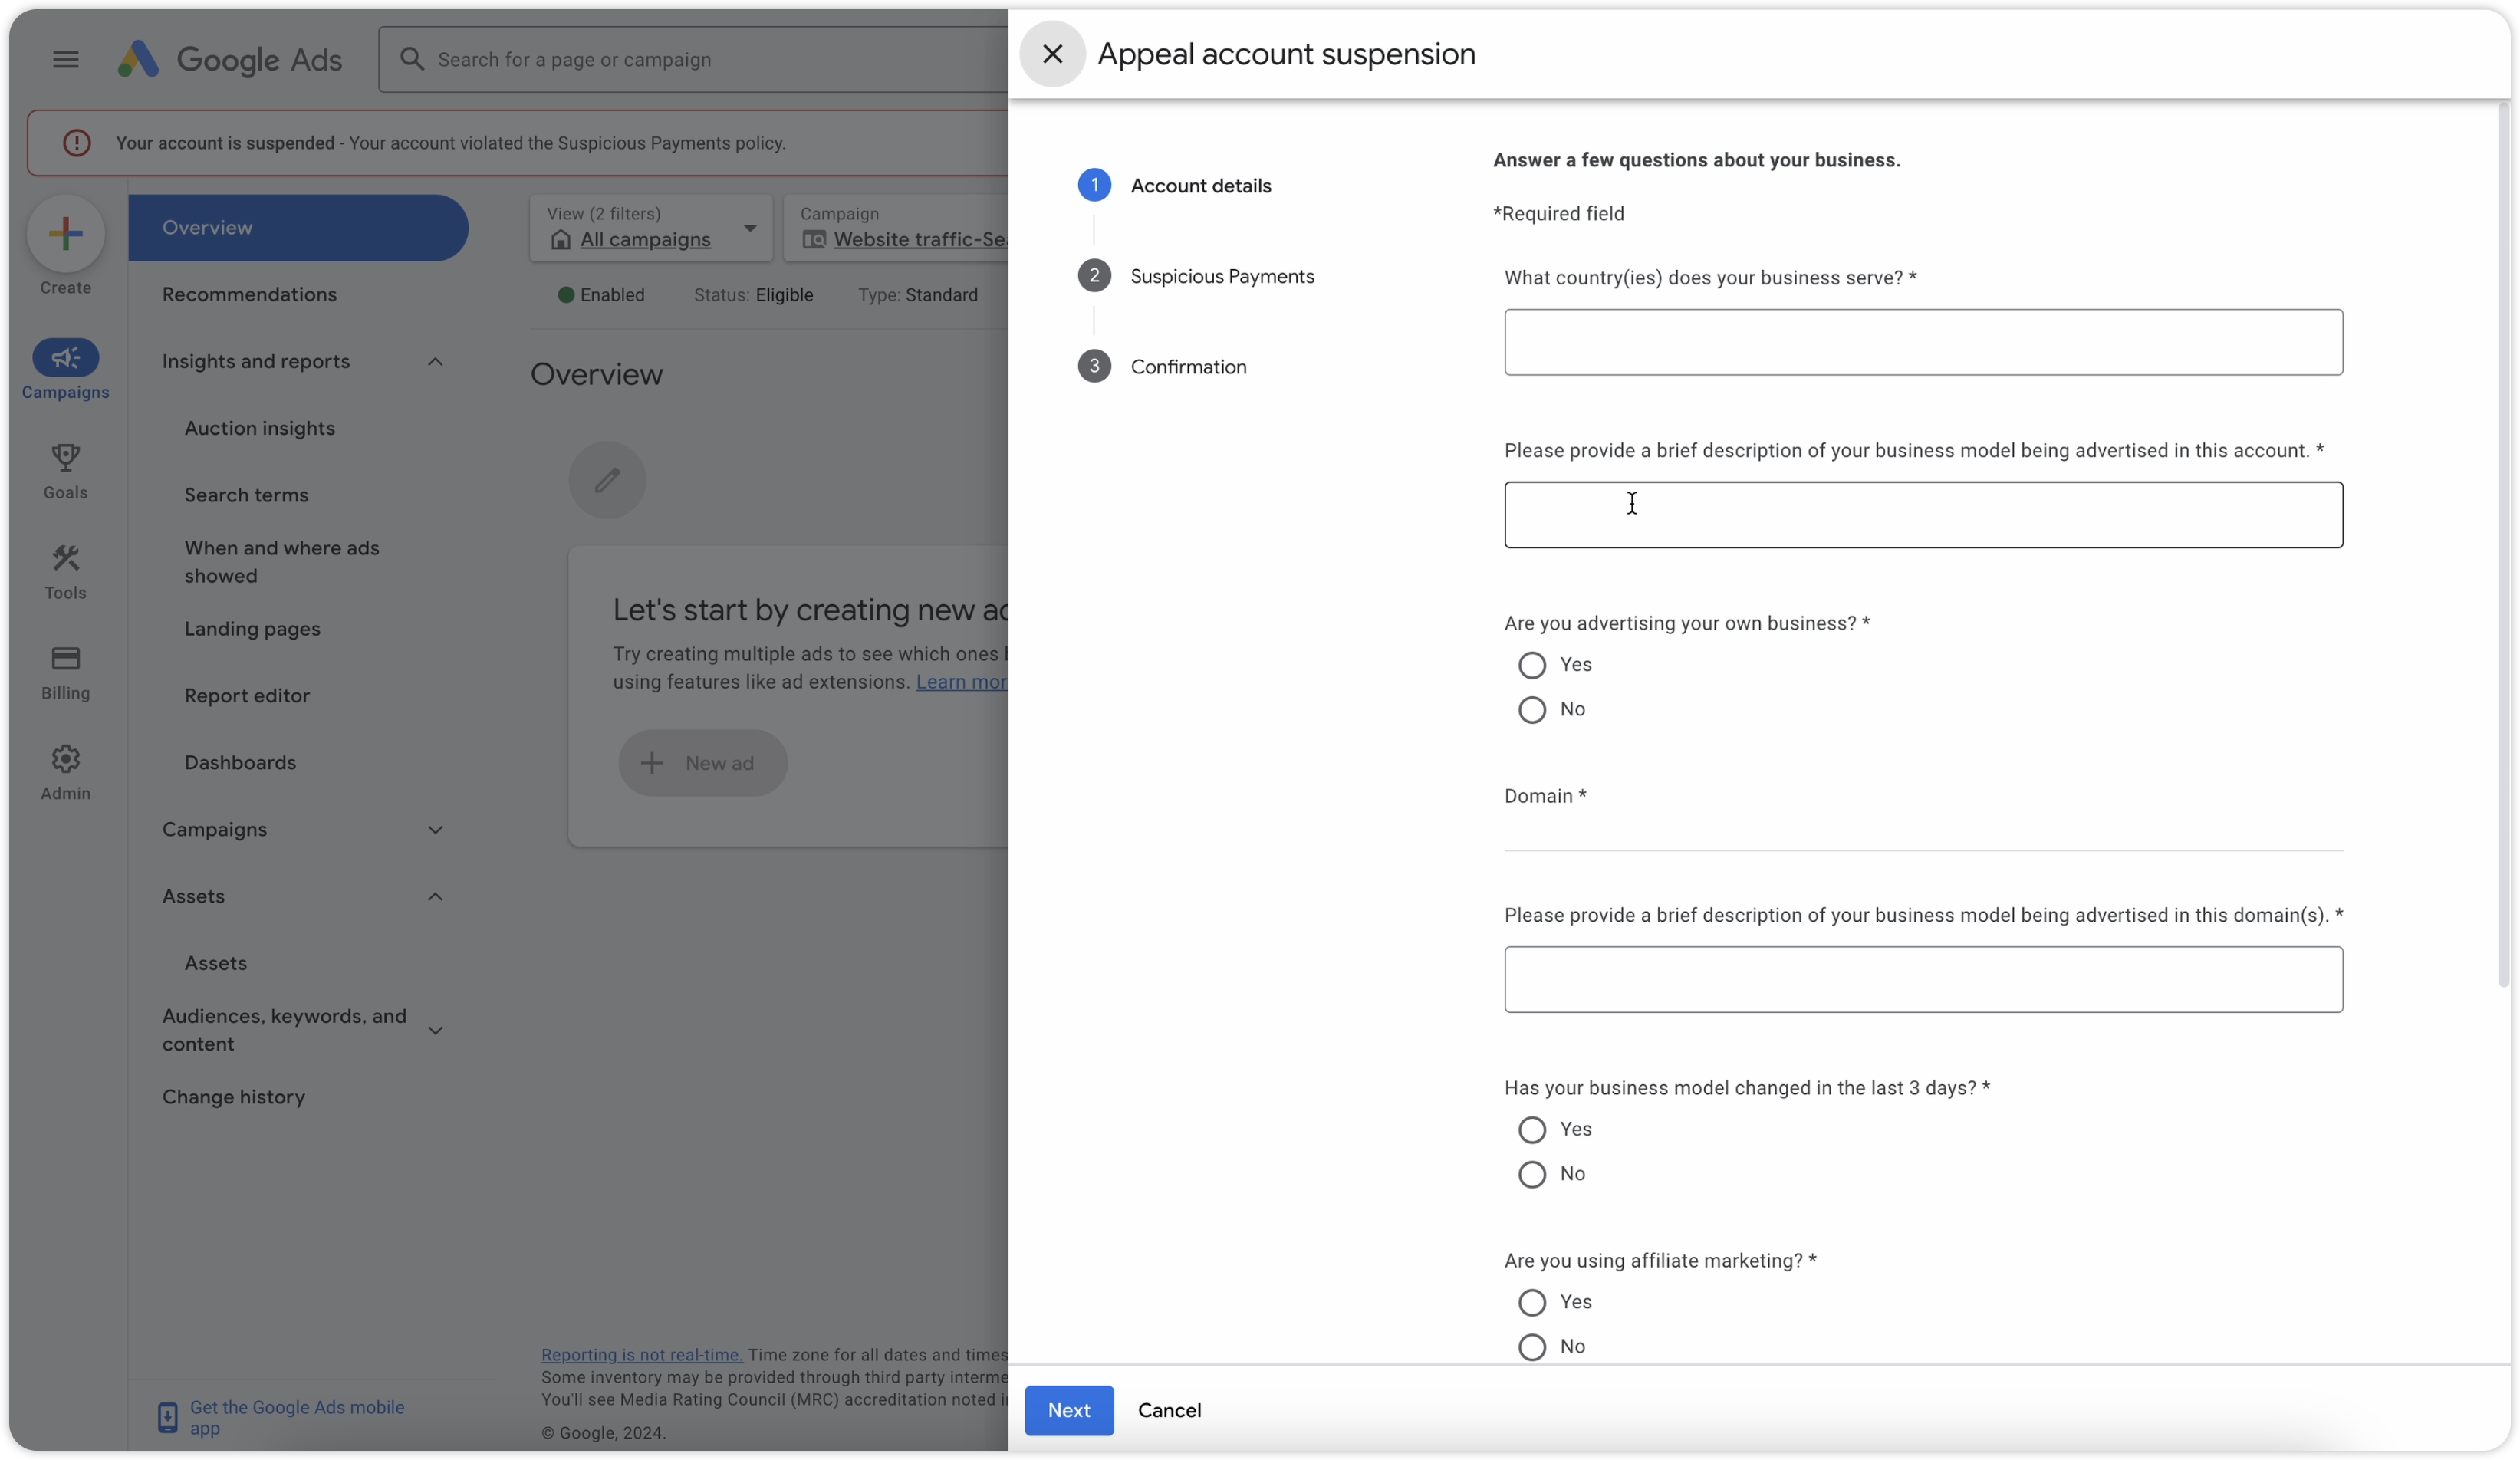 Google Ads
Search for a page or campaign
Your account is suspended - Your account violated the Suspicious Payments policy.
Create
Campaigns
Goals
Tools
Billing
Admin
Overview
Recommendations
Insights and reports
Auction insights
Search terms
When and where ads
showed
Landing pages
Report editor
Dashboards
Campaigns
Assets
Assets
Audiences, keywords, and
content
Change history
Get the Google Ads mobile
app
View (2 filters)
All campaigns
Campaign
Website traffic-Sea
Enabled
Status: Eligible
Type: Standard
Overview
Let's start by creating new
Try creating multiple ads to see which ones
using features like ad extensions. Learn mor
New ad
Reporting is not real-time. Time zone for all dates and times
Some inventory may be provided through third party interme
You'll see Media Rating Council (MRC) accreditation noted
© Google, 2024.
Appeal account suspension
1 Account details
2 Suspicious Payments
3 Confirmation
Answer a few questions about your business.
*Required field
What country(ies) does your business serve? *
Please provide a brief description of your business model being advertised in this account. *
Are you advertising your own business? *
Yes
No
Domain *
Please provide a brief description of your business model being advertised in this domain(s). *
Has your business model changed in the last 3 days? *
Yes
No
Are you using affiliate marketing? *
Yes
No
Next
Cancel